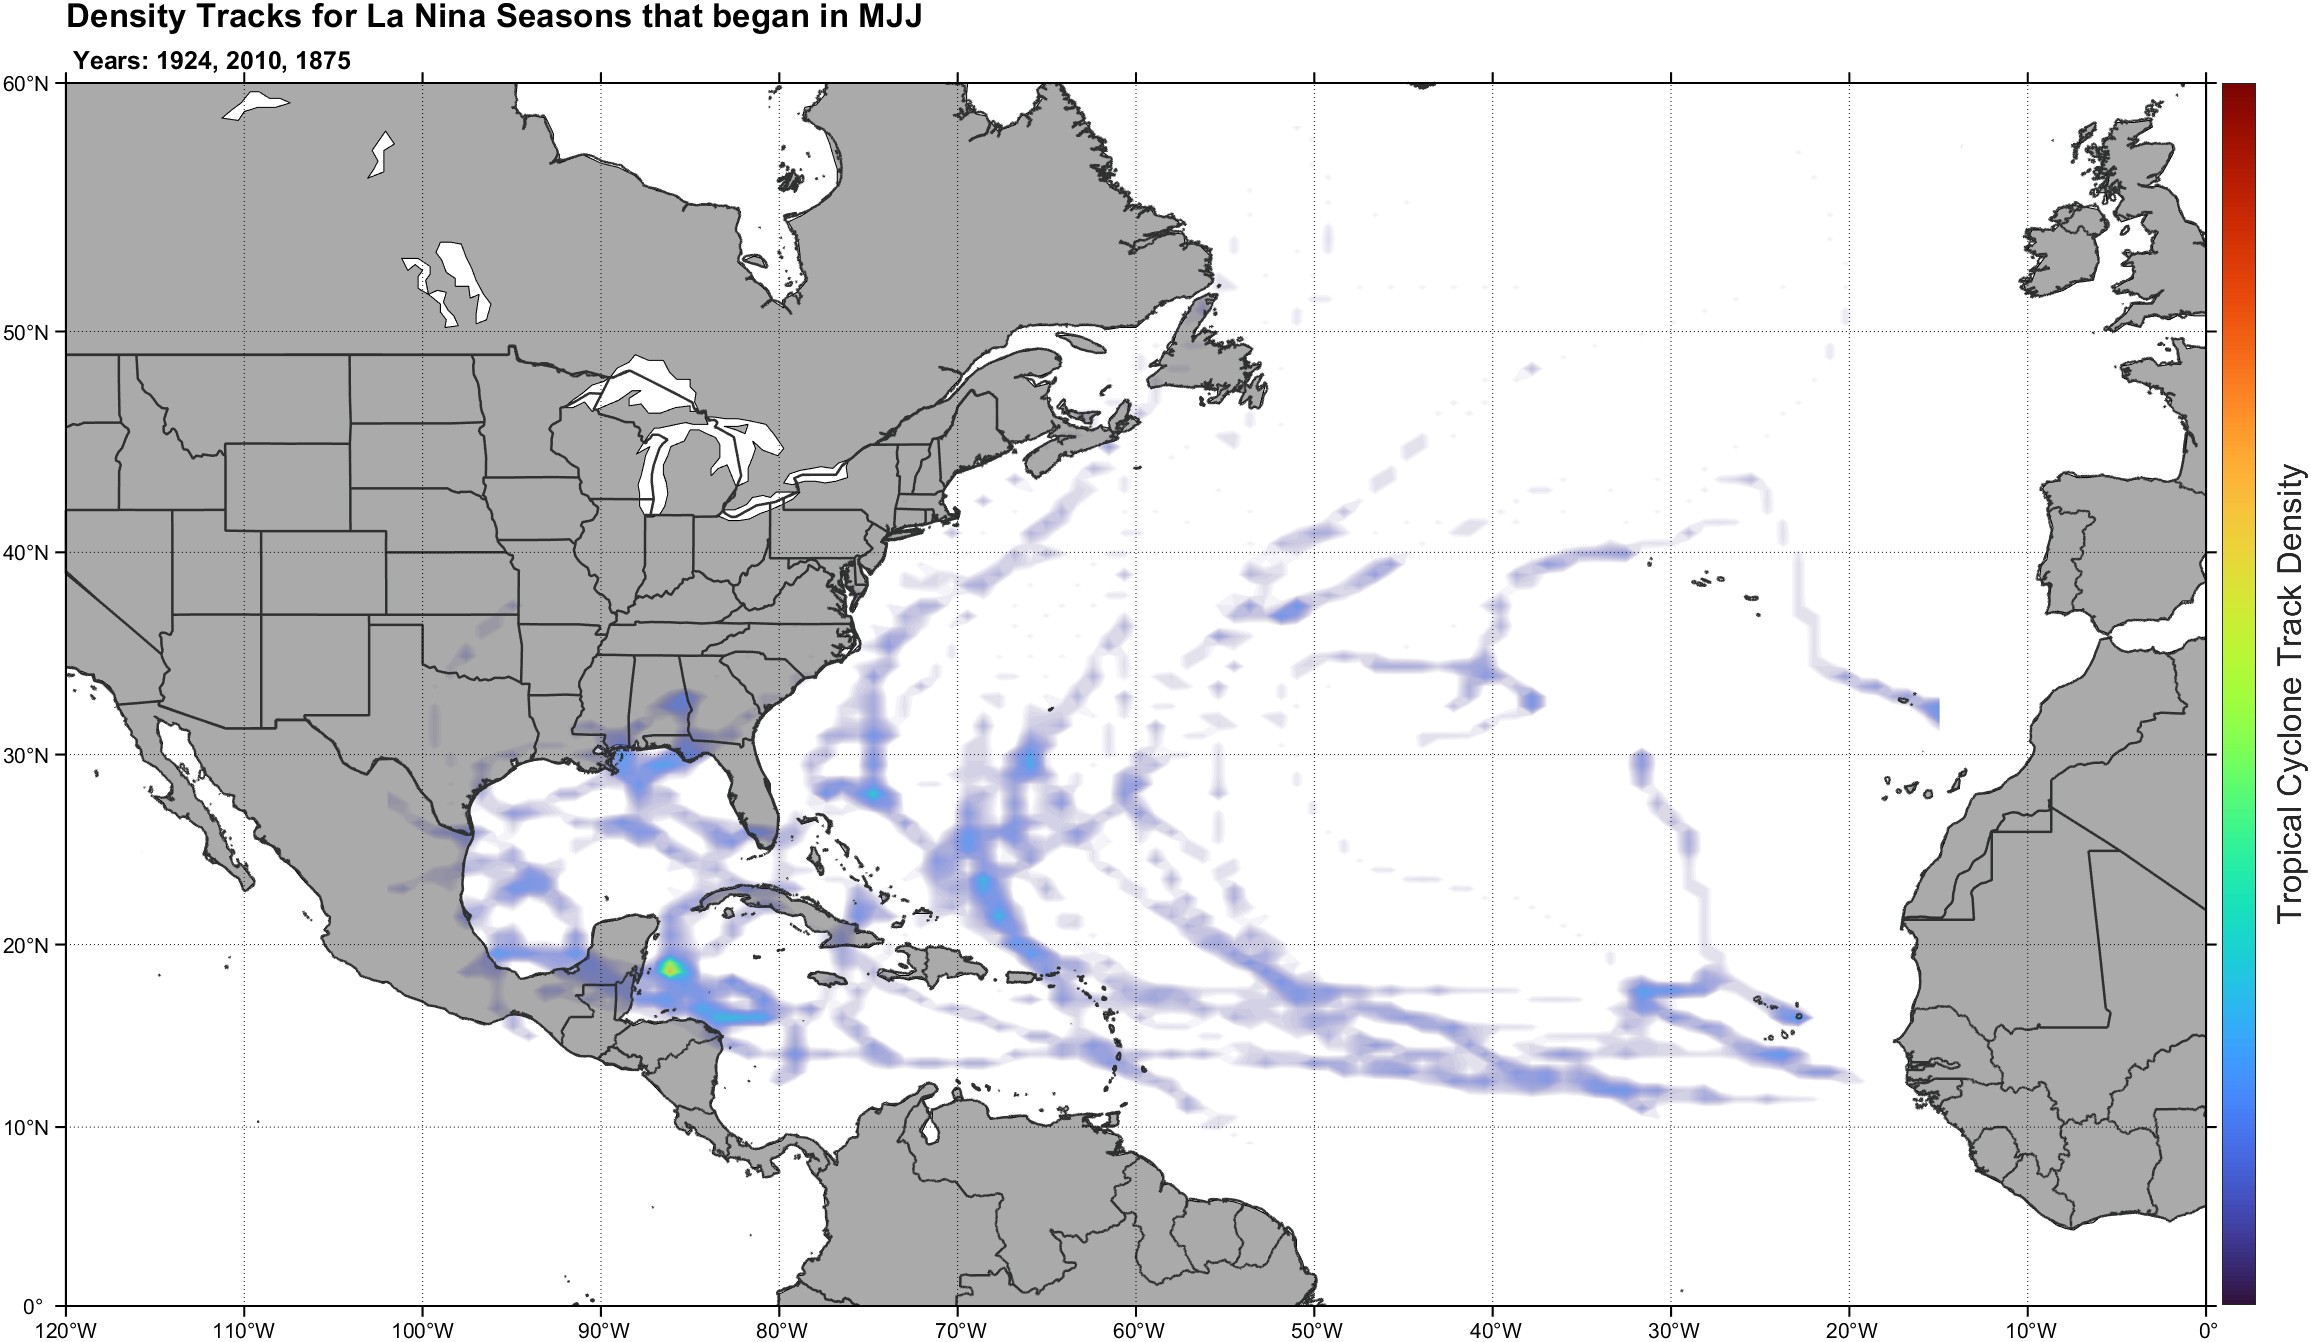 Density Tracks for La Nina Seasons that began in MJJ
Years: 1924, 2010, 1875
60°N
50°N
40°N
30°N
20°N
10°N
0°
120°W
110°W
100°W
90°W
80°W
70°W
60°W
50°W
40°W
30°W
20°W
10°W
0°
Tropical Cyclone Track Density